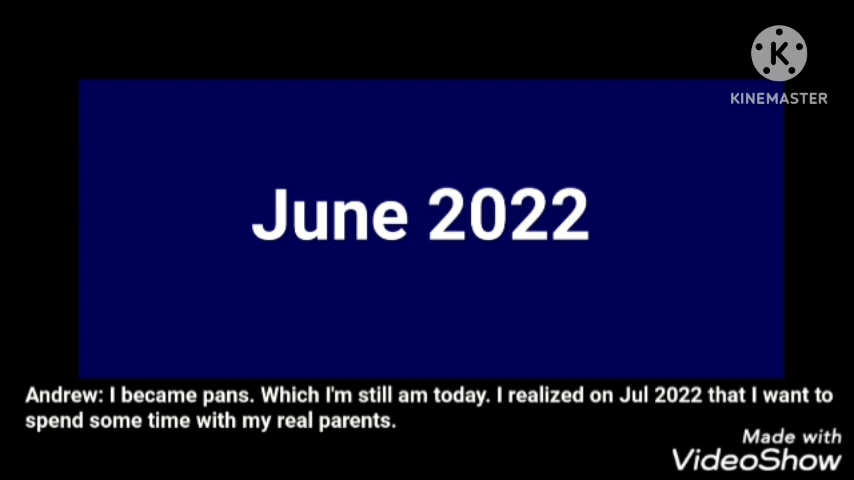 KINEMASTER
June 2022
Andrew: I became pans. Which I'm still am today. I realized on Jul 2022 that I want to
spend some time with my real parents.
Made with
VideoShow